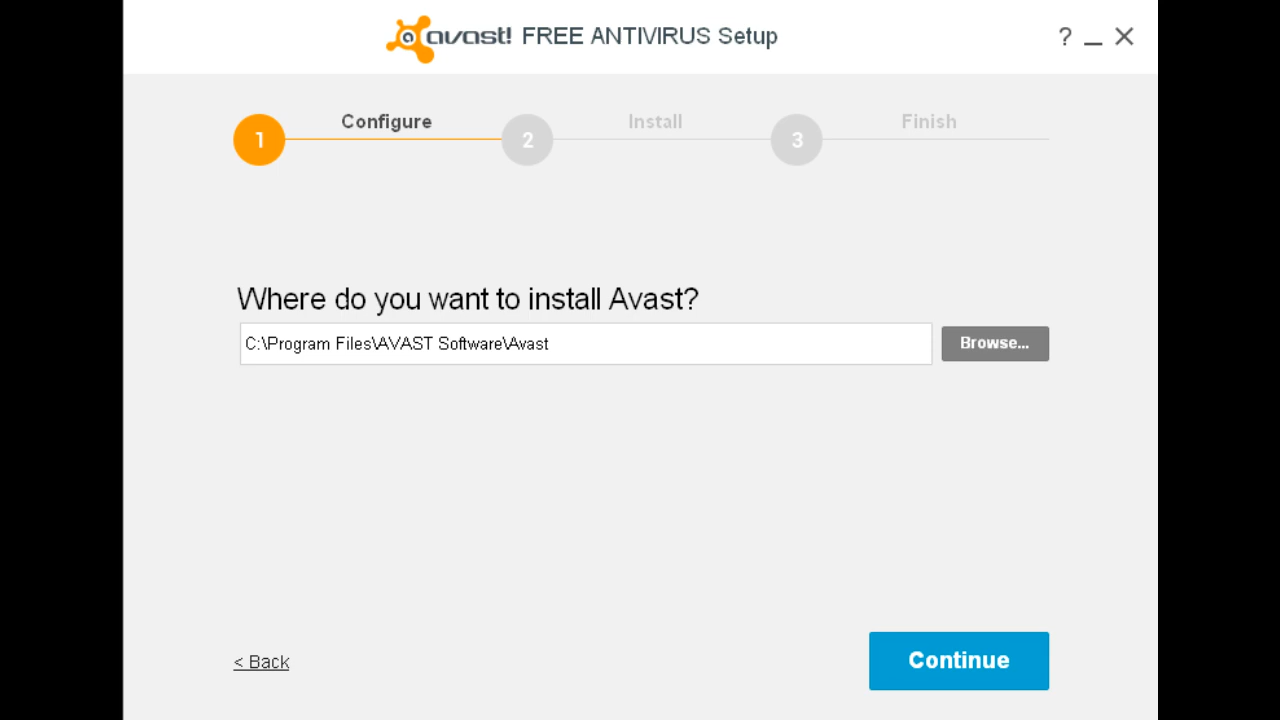 avast! FREE ANTIVIRUS Setup ? _ X
1 Configure 2 Install 3 Finish
Where do you want to install Avast?
C:\Program Files\AVAST Software\Avast Browse...
< Back Continue